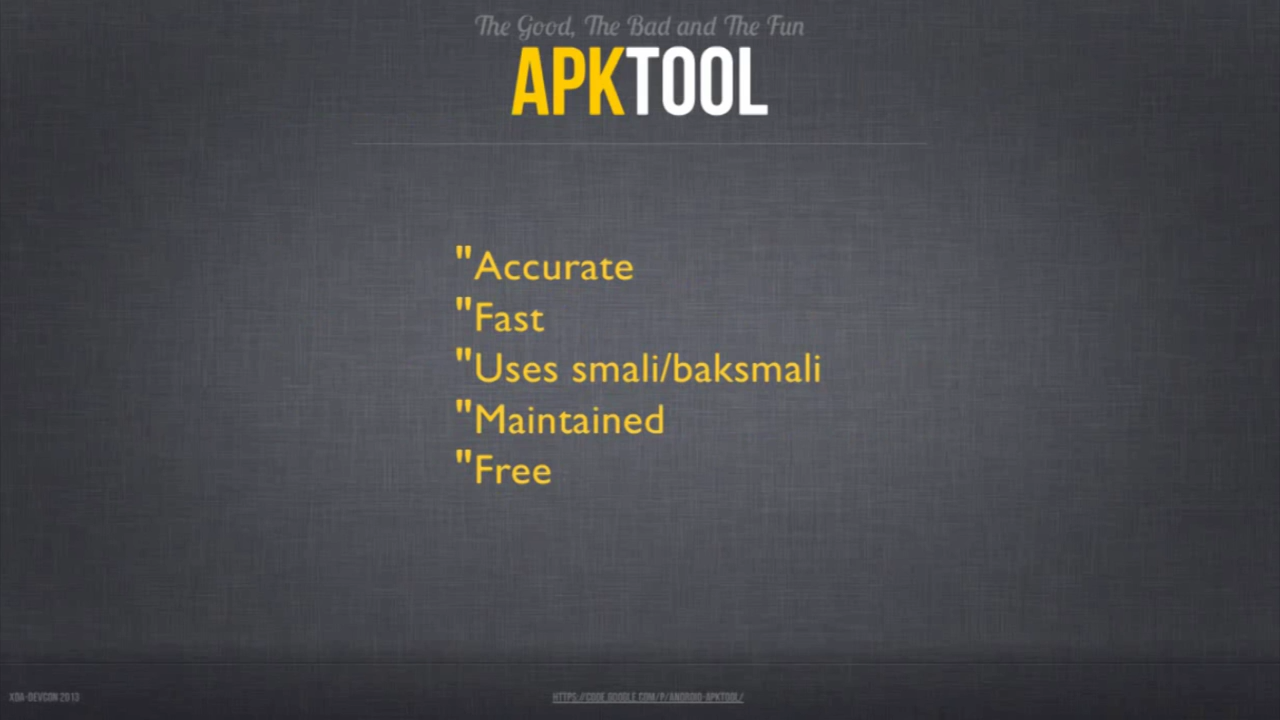 The Good, The Bad and The Fun
APKTOOL
"Accurate
"Fast
"Uses smali/baksmali
"Maintained
"Free
XDA-DEVCON 2013
HTTPS://CODE.GOOGLE.COM/P/ANDROID-APKTOOL/